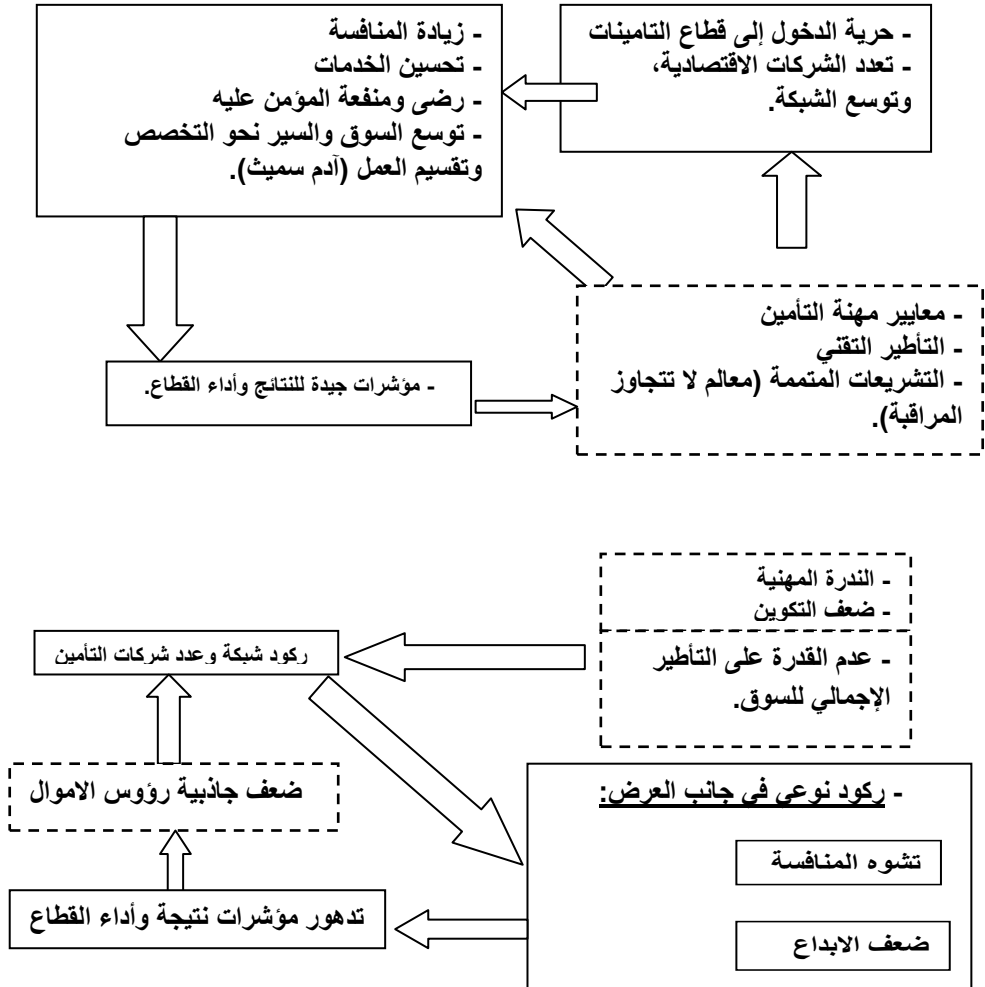 - حرية الدخول إلى قطاع التامينات
- تعدد الشركات الاقتصادية،
وتوسع الشبكة.
- زيادة المنافسة
- تحسين الخدمات
- رضى ومنفعة المؤمن عليه
- توسع السوق والسير نحو التخصص
وتقسيم العمل (آدم سميث).
- معايير مهنة التأمين
- التأطير التقني
- التشريعات المتممة (معالم لا تتجاوز
المراقبة).
- مؤشرات جيدة للنتائج وأداء القطاع.
- الندرة المهنية
- ضعف التكوين
- عدم القدرة على التأطير
الإجمالي للسوق.
ركود شبكة وعدد شركات التأمين
ضعف جاذبية رؤوس الاموال
- ركود نوعي في جانب العرض:
تشوه المنافسة
ضعف الابداع
تدهور مؤشرات نتيجة وأداء القطاع